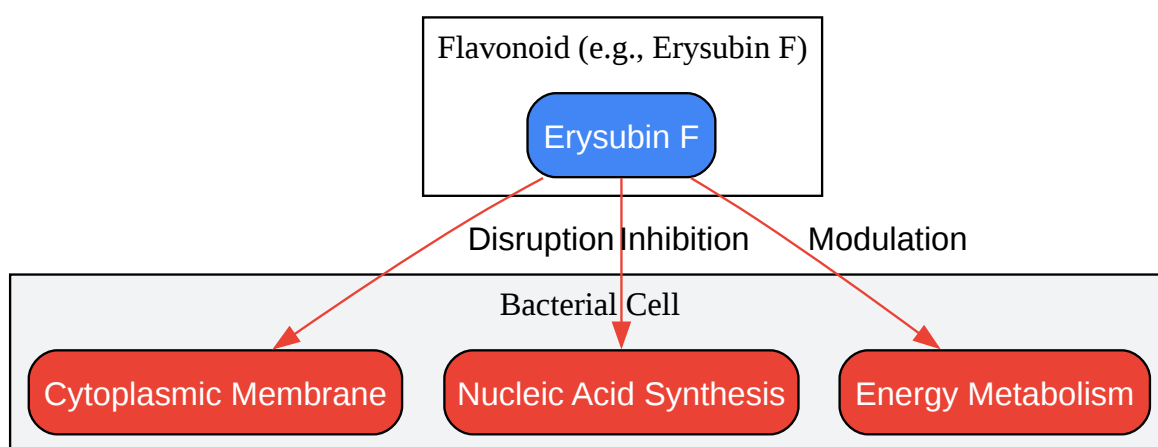 Flavonoid (e.g., Erysubin F)
Erysubin F
Disruption
Inhibition
Modulation
Bacterial Cell
Cytoplasmic Membrane
Nucleic Acid Synthesis
Energy Metabolism